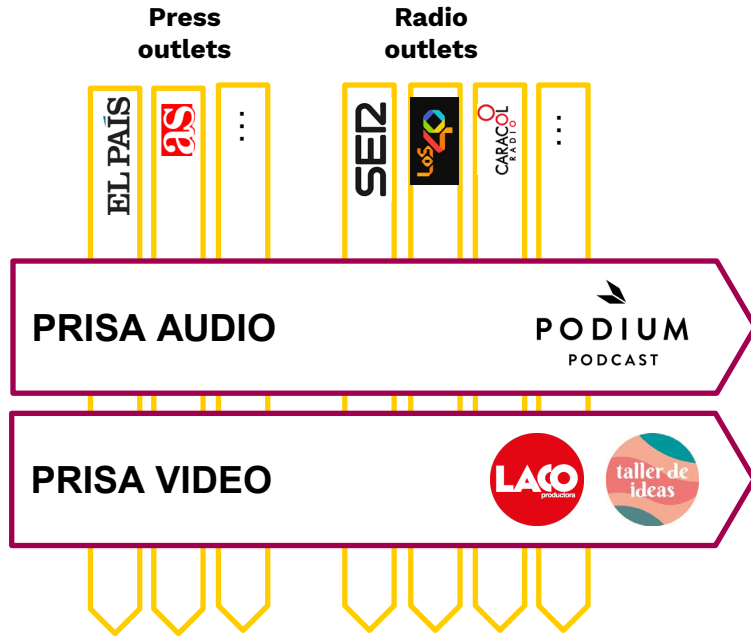 Press
outlets
Radio
outlets
EL PAÍS
as
...
SER
LOS
40
CARACOL
RADIO
...
PRISA AUDIO
PODIUM
PODCAST
PRISA VIDEO
LACO
productora
taller de
ideas